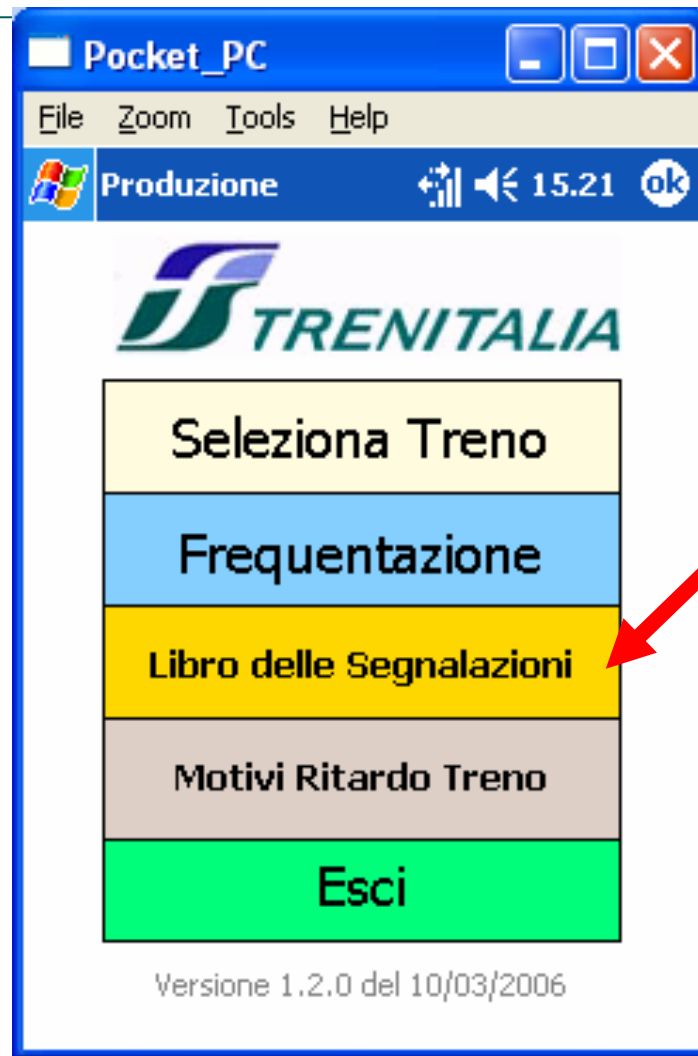 Pocket_PC
File Zoom Tools Help
Produzione 15.21 ok
TRENITALIA
Seleziona Treno
Frequentazione
Libro delle Segnalazioni
Motivi Ritardo Treno
Esci
Versione 1.2.0 del 10/03/2006